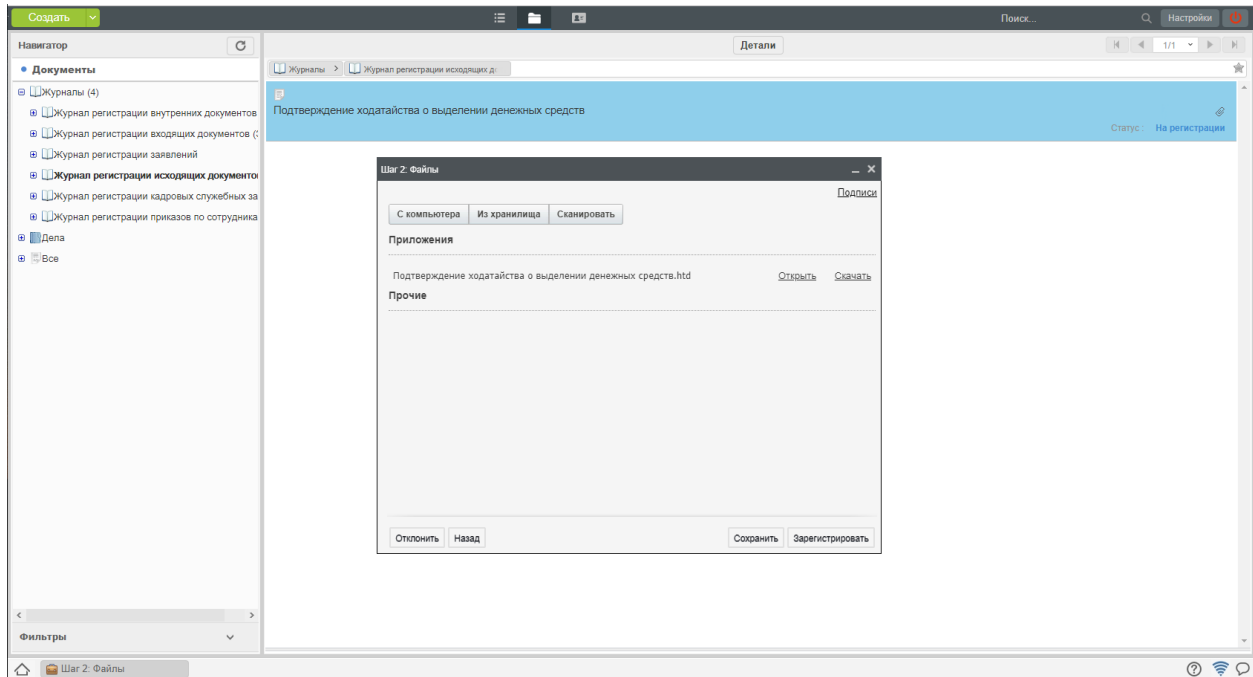 Создать
Поиск...
Настройки
Навигатор
Детали
1/1
Документы
Журналы > Журнал регистрации исходящих д
Журналы (4)
Журнал регистрации внутренних документов
Журнал регистрации входящих документов (
Журнал регистрации заявлений
Журнал регистрации исходящих документо
Журнал регистрации кадровых служебных за
Журнал регистрации приказов по сотрудника
Дела
Все
Подтверждение ходатайства о выделении денежных средств
Статус : На регистрации
Шаг 2: Файлы
Подписи
С компьютера Из хранилища Сканировать
Приложения
Подтверждение ходатайства о выделении денежных средств.htd Открыть Скачать
Прочие
Отклонить Назад Сохранить Зарегистрировать
Фильтры
Шаг 2: Файлы